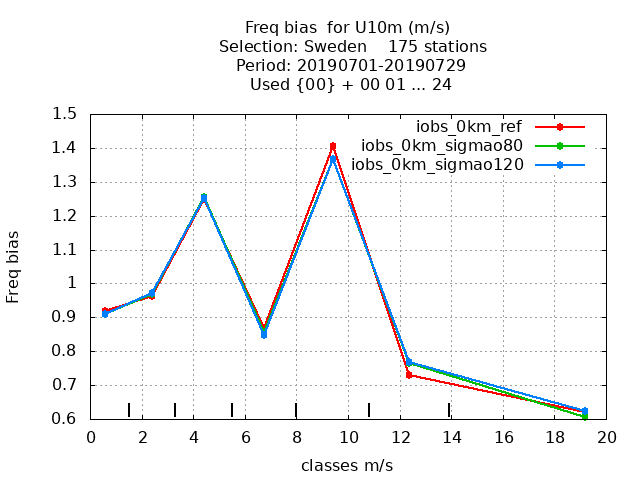 Freq bias  for U10m (m/s)
Selection: Sweden    175 stations
Period: 20190701-20190729
Used {00} + 00 01 ... 24
iobs_0km_ref
iobs_0km_sigmao80
iobs_0km_sigmao120
Freq bias
1.5
1.4
1.3
1.2
1.1
1
0.9
0.8
0.7
0.6
0 2 4 6 8 10 12 14 16 18 20
classes m/s